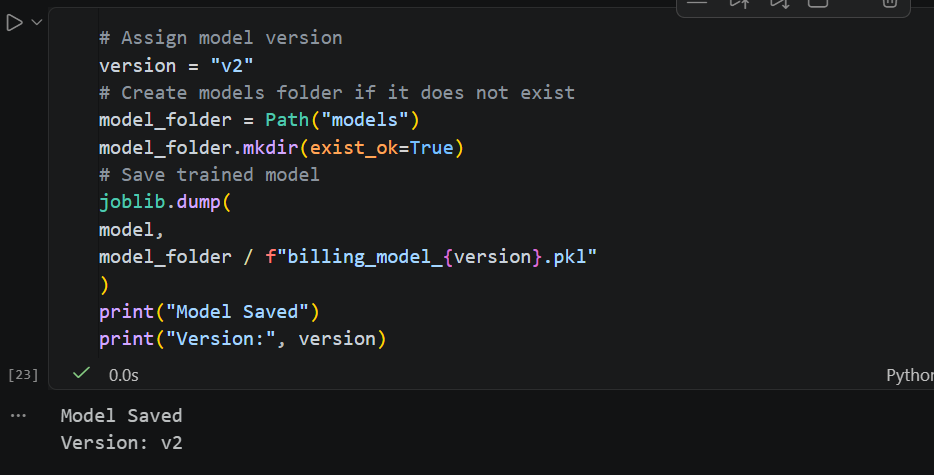 # Assign model version
version = "v2"
# Create models folder if it does not exist
model_folder = Path("models")
model_folder.mkdir(exist_ok=True)
# Save trained model
joblib.dump(
model,
model_folder / f"billing_model_{version}.pkl"
)
print("Model Saved")
print("Version:", version)
[23] 0.0s
Model Saved
Version: v2